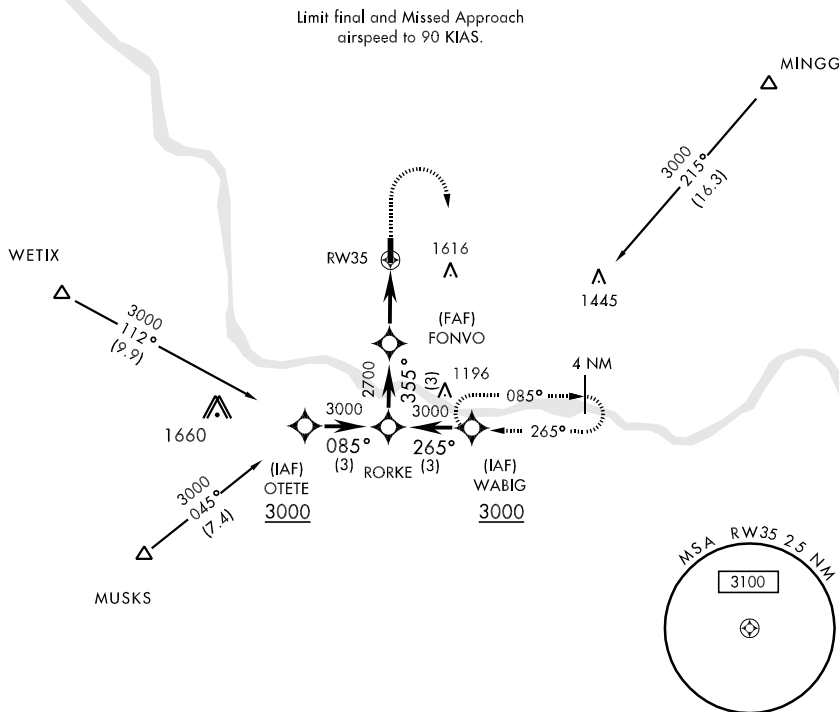 Limit final and Missed Approach
airspeed to 90 KIAS.
MINGG
3000
215°
(16.3)
RW35
1616
1445
WETIX
3000
112°
(9.9)
(FAF)
FONVO
2700
355°
(3)
1196
4 NM
085°
265°
1660
3000
085°
(3)
3000
265°
(3)
RORKE
(IAF)
OTETE
3000
(IAF)
WABIG
3000
3000
045°
(7.4)
MUSKS
MSA RW35 25 NM
3100